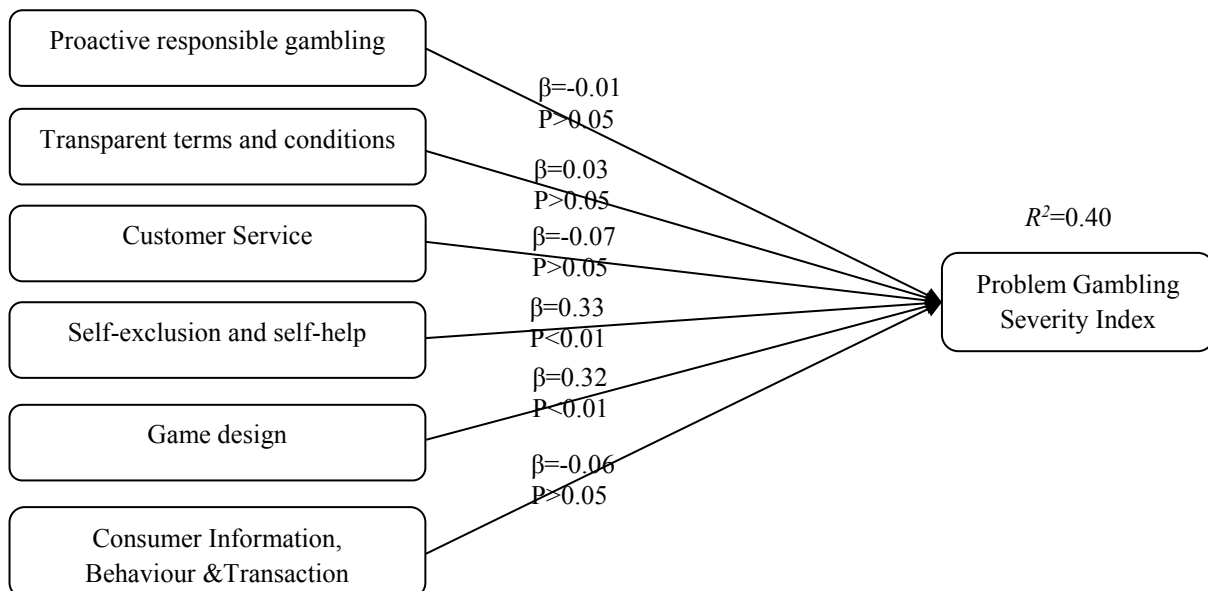 Proactive responsible gambling
β=-0.01
P>0.05
Transparent terms and conditions
β=0.03
P>0.05
R²=0.40
Customer Service
β=-0.07
P>0.05
Problem Gambling
Severity Index
Self-exclusion and self-help
β=0.33
P<0.01
Game design
β=0.32
P<0.01
β=-0.06
P>0.05
Consumer Information,
Behaviour &Transaction